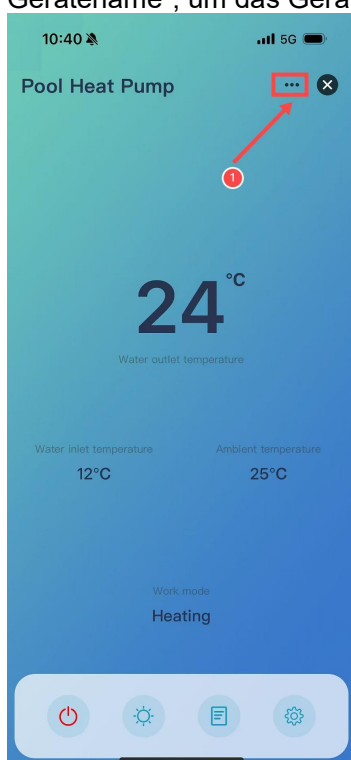 Gerätename“, um das Gerä
10:40 5G
Pool Heat Pump
1
24°C
Water outlet temperature
Water inlet temperature Ambient temperature
12°C 25°C
Work mode
Heating